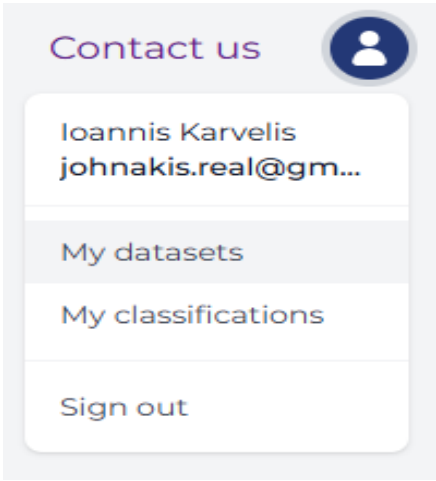 Contact us
Ioannis Karvelis
johnakis.real@gm...
My datasets
My classifications
Sign out